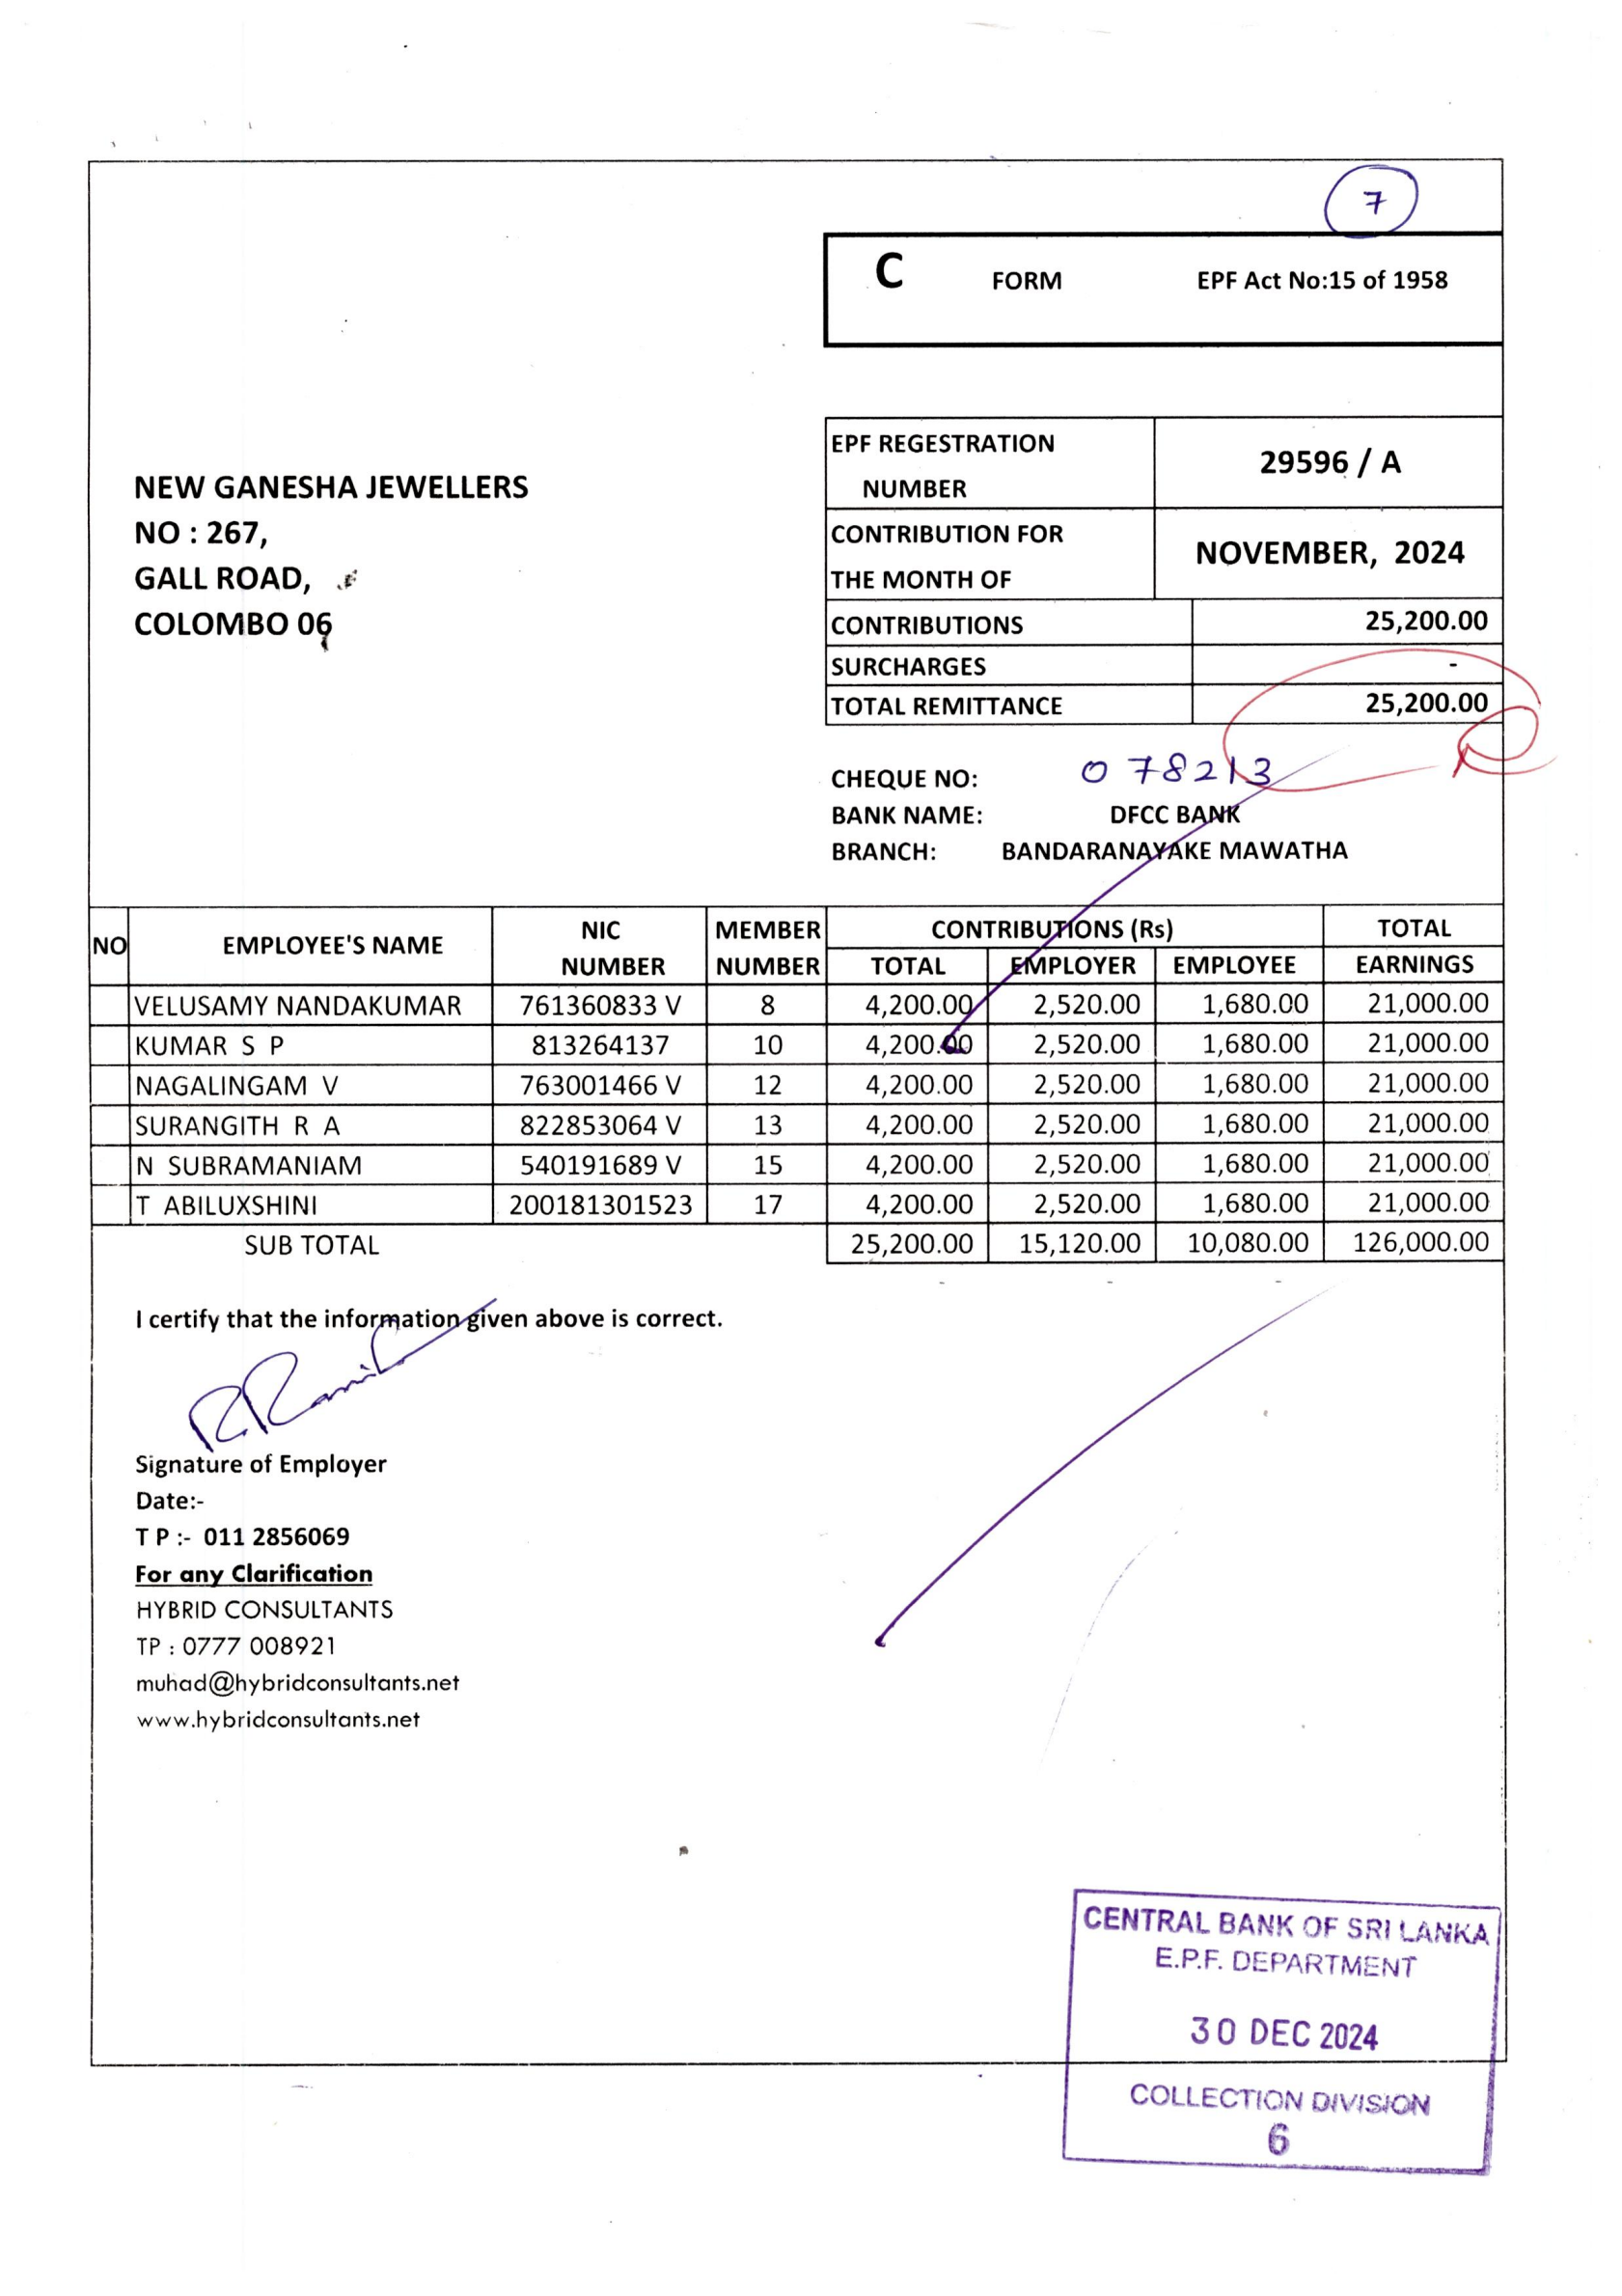 7
C FORM EPF Act No:15 of 1958
EPF REGESTRATION NUMBER 29596 / A
NEW GANESHA JEWELLERS
NO : 267,
GALL ROAD,
COLOMBO 06
CONTRIBUTION FOR THE MONTH OF NOVEMBER, 2024
CONTRIBUTIONS 25,200.00
SURCHARGES -
TOTAL REMITTANCE 25,200.00
CHEQUE NO: 078213
BANK NAME: DFCC BANK
BRANCH: BANDARANAYAKE MAWATHA
NO EMPLOYEE'S NAME NIC NUMBER MEMBER NUMBER CONTRIBUTIONS (Rs) TOTAL EARNINGS
TOTAL EMPLOYER EMPLOYEE
VELUSAMY NANDAKUMAR 761360833 V 8 4,200.00 2,520.00 1,680.00 21,000.00
KUMAR S P 813264137 10 4,200.00 2,520.00 1,680.00 21,000.00
NAGALINGAM V 763001466 V 12 4,200.00 2,520.00 1,680.00 21,000.00
SURANGITH R A 822853064 V 13 4,200.00 2,520.00 1,680.00 21,000.00
N SUBRAMANIAM 540191689 V 15 4,200.00 2,520.00 1,680.00 21,000.00
T ABILUXSHINI 200181301523 17 4,200.00 2,520.00 1,680.00 21,000.00
SUB TOTAL 25,200.00 15,120.00 10,080.00 126,000.00
- - -
I certify that the information given above is correct.
Signature of Employer
Date:-
T P :- 011 2856069
For any Clarification
HYBRID CONSULTANTS
TP : 0777 008921
muhad@hybridconsultants.net
www.hybridconsultants.net
CENTRAL BANK OF SRI LANKA
E.P.F. DEPARTMENT
30 DEC 2024
COLLECTION DIVISION
6